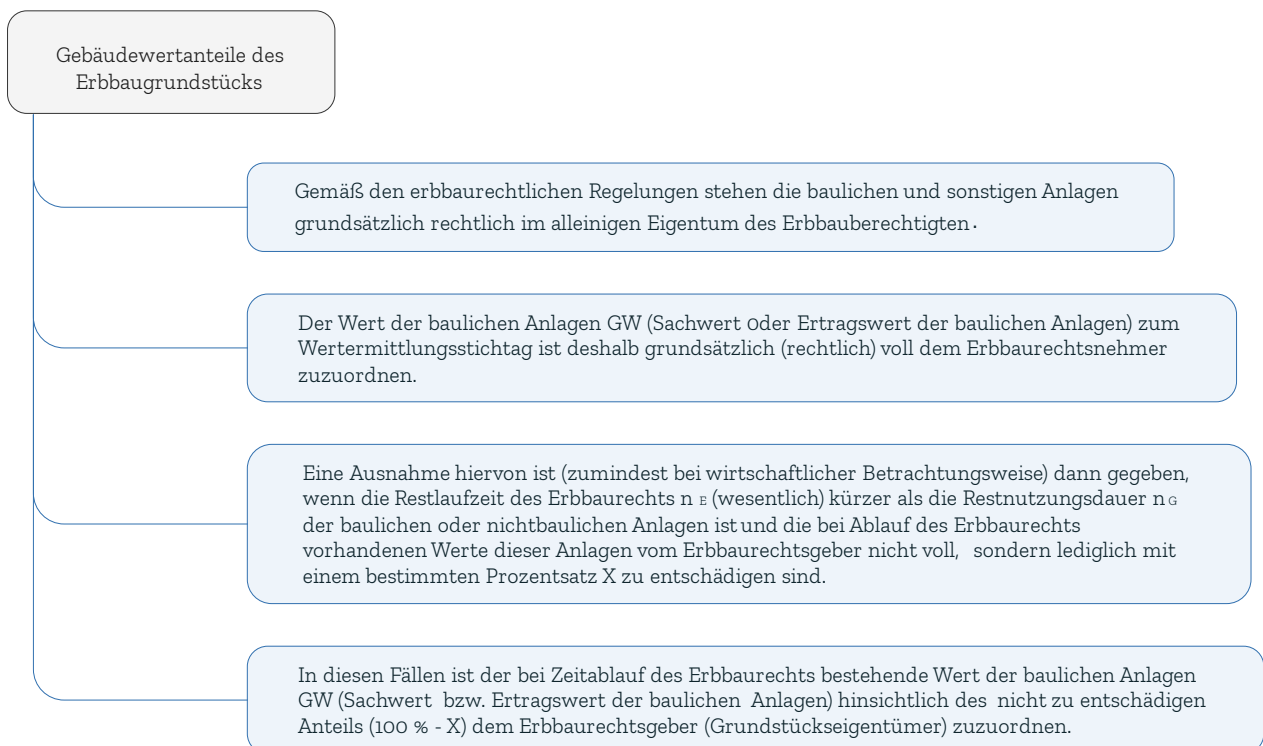 Gebäudewertanteile des
Erbbaugrundstücks
Gemäß den erbbaurechtlichen Regelungen stehen die baulichen und sonstigen Anlagen
grundsätzlich rechtlich im alleinigen Eigentum des Erbbauberechtigten.
Der Wert der baulichen Anlagen GW (Sachwert oder Ertragswert der baulichen Anlagen) zum
Wertermittlungsstichtag ist deshalb grundsätzlich (rechtlich) voll dem Erbbaurechtsnehmer
zuzuordnen.
Eine Ausnahme hiervon ist (zumindest bei wirtschaftlicher Betrachtungsweise) dann gegeben,
wenn die Restlaufzeit des Erbbaurechts n E (wesentlich) kürzer als die Restnutzungsdauer n G
der baulichen oder nichtbaulichen Anlagen ist und die bei Ablauf des Erbbaurechts
vorhandenen Werte dieser Anlagen vom Erbbaurechtsgeber nicht voll, sondern lediglich mit
einem bestimmten Prozentsatz X zu entschädigen sind.
In diesen Fällen ist der bei Zeitablauf des Erbbaurechts bestehende Wert der baulichen Anlagen
GW (Sachwert bzw. Ertragswert der baulichen Anlagen) hinsichtlich des nicht zu entschädigen
Anteils (100 % - X) dem Erbbaurechtsgeber (Grundstückseigentümer) zuzuordnen.